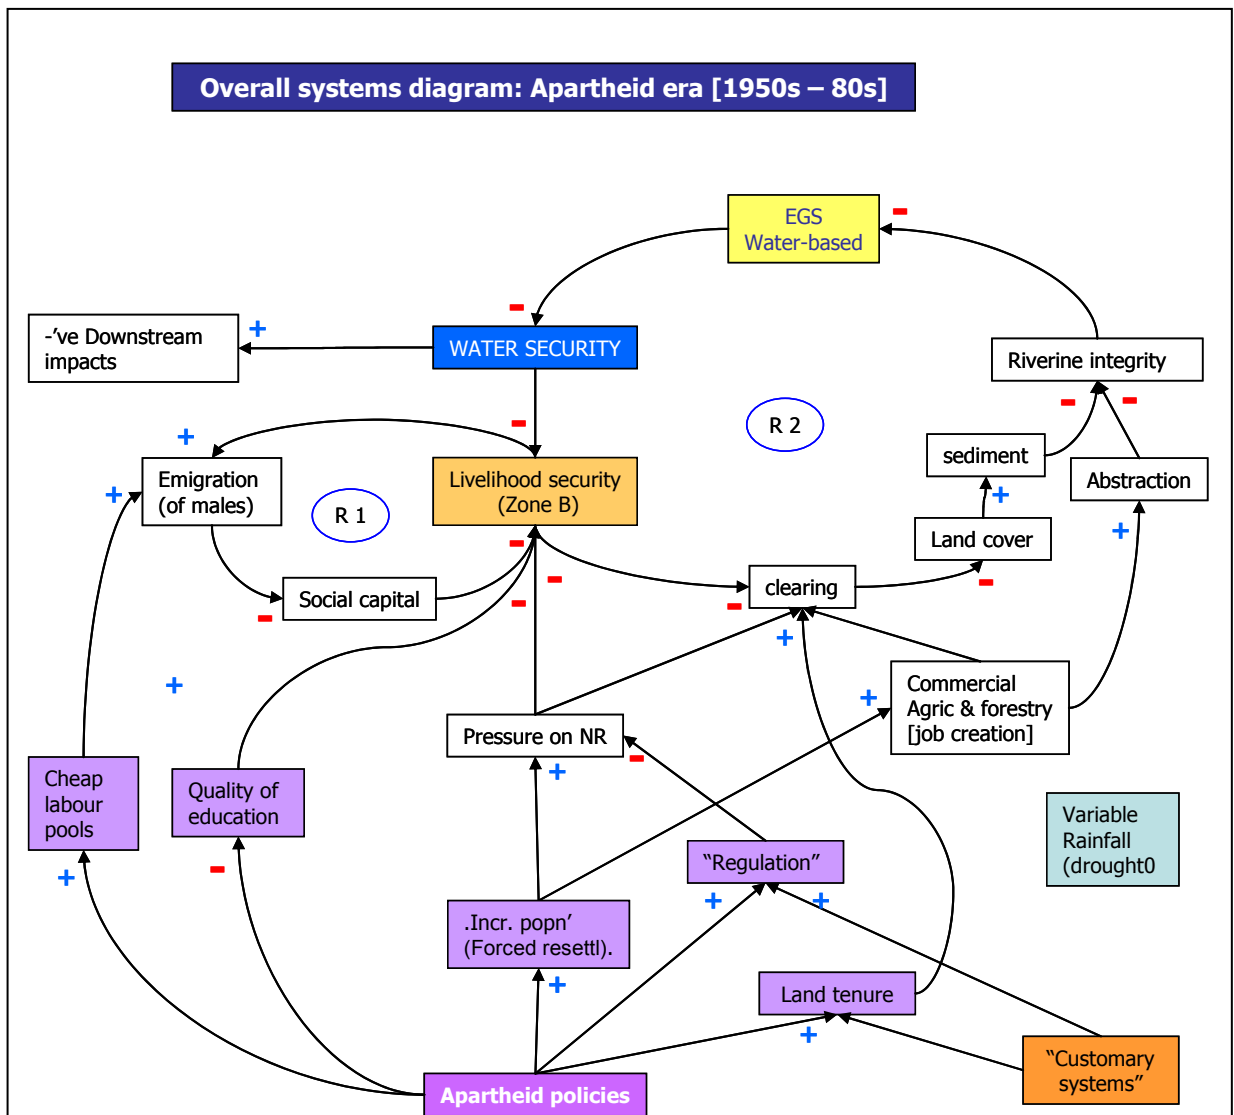 Overall systems diagram: Apartheid era [1950s – 80s]
EGS
Water-based
-
-
+
-'ve Downstream
impacts
WATER SECURITY
Riverine integrity
-
-
-
+
R 2
sediment
Emigration
(of males)
Livelihood security
(Zone B)
Abstraction
+
+
R 1
+
Land cover
-
-
-
clearing
-
-
Social capital
-
-
+
+
Commercial
Agric & forestry
[job creation]
+
Pressure on NR
-
+
Cheap
labour
pools
Quality of
education
Variable
Rainfall
(drought0
"Regulation"
+
-
+
+
.Incr. popn'
(Forced resettl).
+
Land tenure
+
"Customary
systems"
Apartheid policies